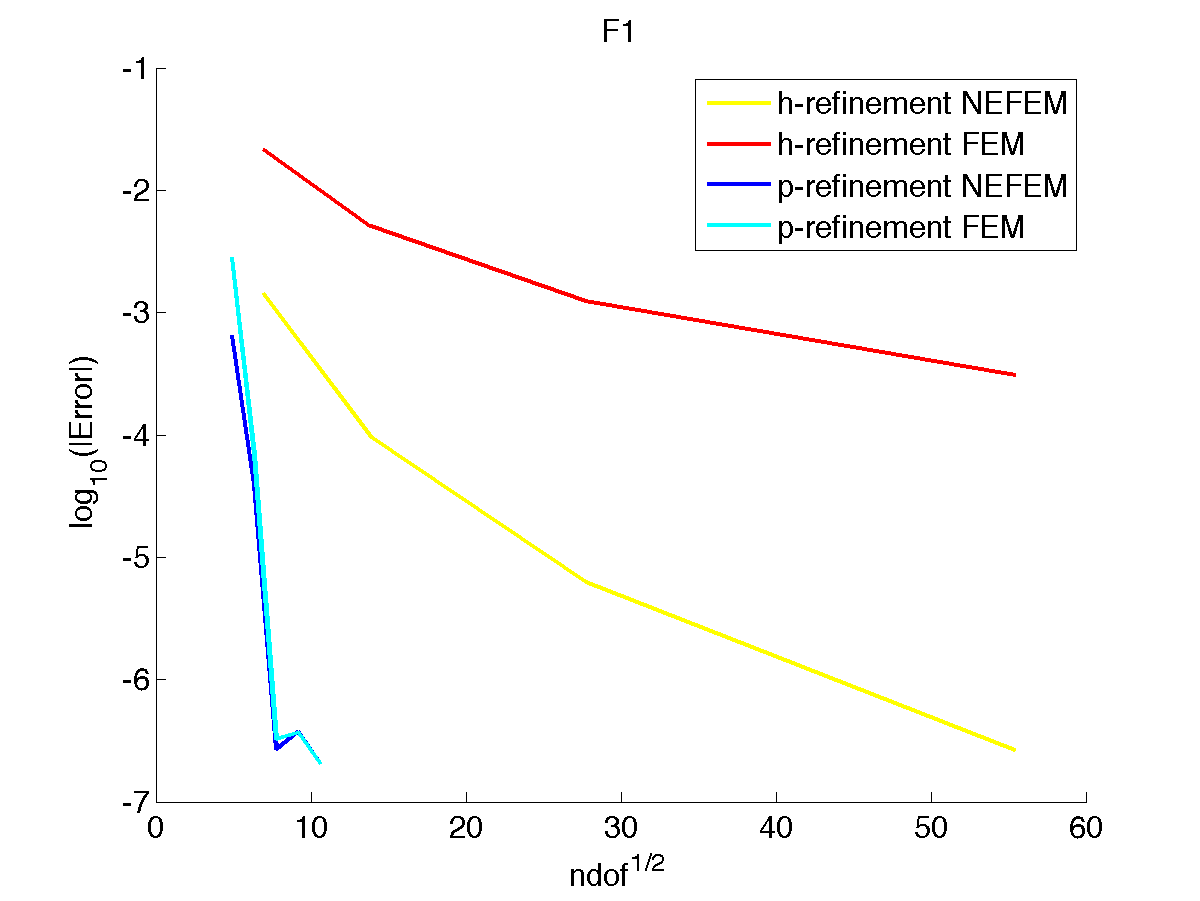 F1
-1
-2
-3
-4
-5
-6
-7
log10(|Error|)
h-refinement NEFEM
h-refinement FEM
p-refinement NEFEM
p-refinement FEM
0 10 20 30 40 50 60
ndof1/2